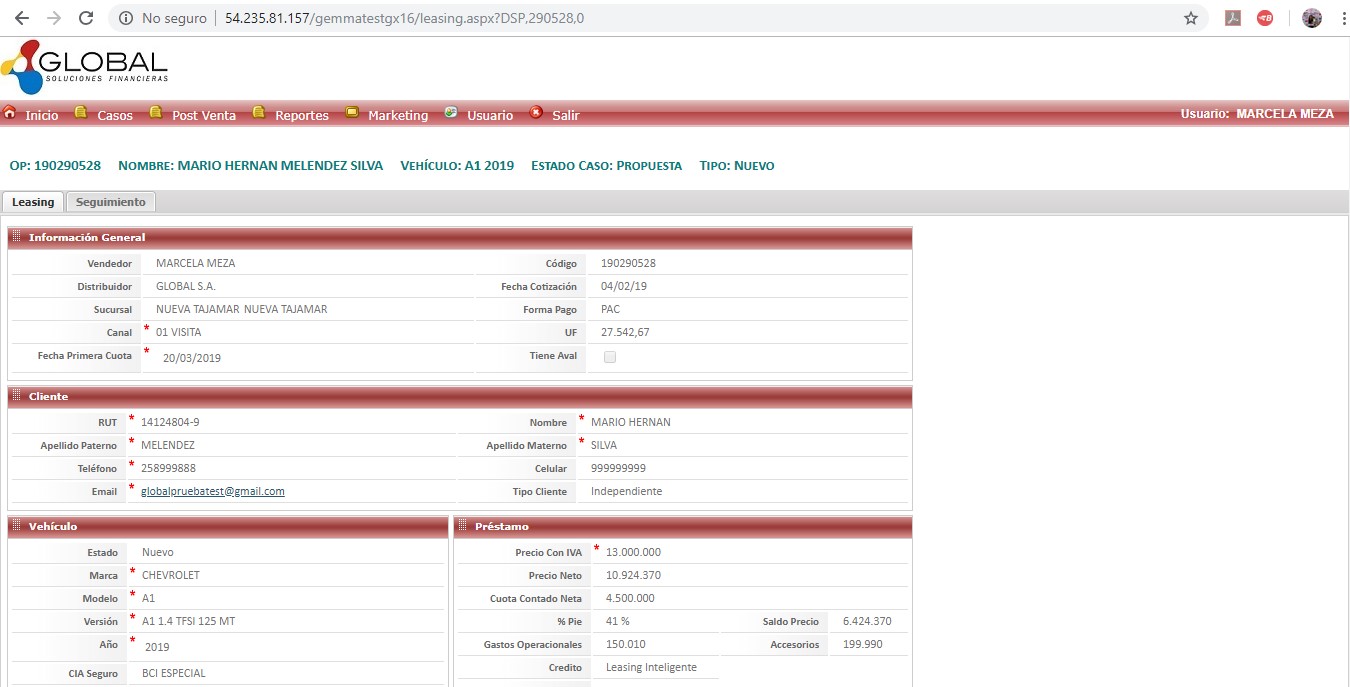 No seguro | 54.235.81.157/gemmatestgx16/leasing.aspx?DSP,290528,0
GLOBAL
SOLUCIONES FINANCIERAS
Inicio Casos Post Venta Reportes Marketing Usuario Salir Usuario: MARCELA MEZA
OP: 190290528 NOMBRE: MARIO HERNAN MELENDEZ SILVA VEHÍCULO: A1 2019 ESTADO CASO: PROPUESTA TIPO: NUEVO
Leasing Seguimiento
Información General
Vendedor MARCELA MEZA Código 190290528
Distribuidor GLOBAL S.A. Fecha Cotización 04/02/19
Sucursal NUEVA TAJAMAR NUEVA TAJAMAR Forma Pago PAC
Canal * 01 VISITA UF 27.542,67
Fecha Primera Cuota * 20/03/2019 Tiene Aval
Cliente
RUT * 14124804-9 Nombre * MARIO HERNAN
Apellido Paterno * MELENDEZ Apellido Materno * SILVA
Teléfono * 258999888 Celular 999999999
Email * globalpruebatest@gmail.com Tipo Cliente Independiente
Vehículo Préstamo
Estado Nuevo Precio Con IVA * 13.000.000
Marca * CHEVROLET Precio Neto 10.924.370
Modelo * A1 Cuota Contado Neta 4.500.000
Versión * A1 1.4 TFSI 125 MT % Pie 41 % Saldo Precio 6.424.370
Año * 2019 Gastos Operacionales 150.010 Accesorios 199.990
CIA Seguro BCI ESPECIAL Credito Leasing Inteligente